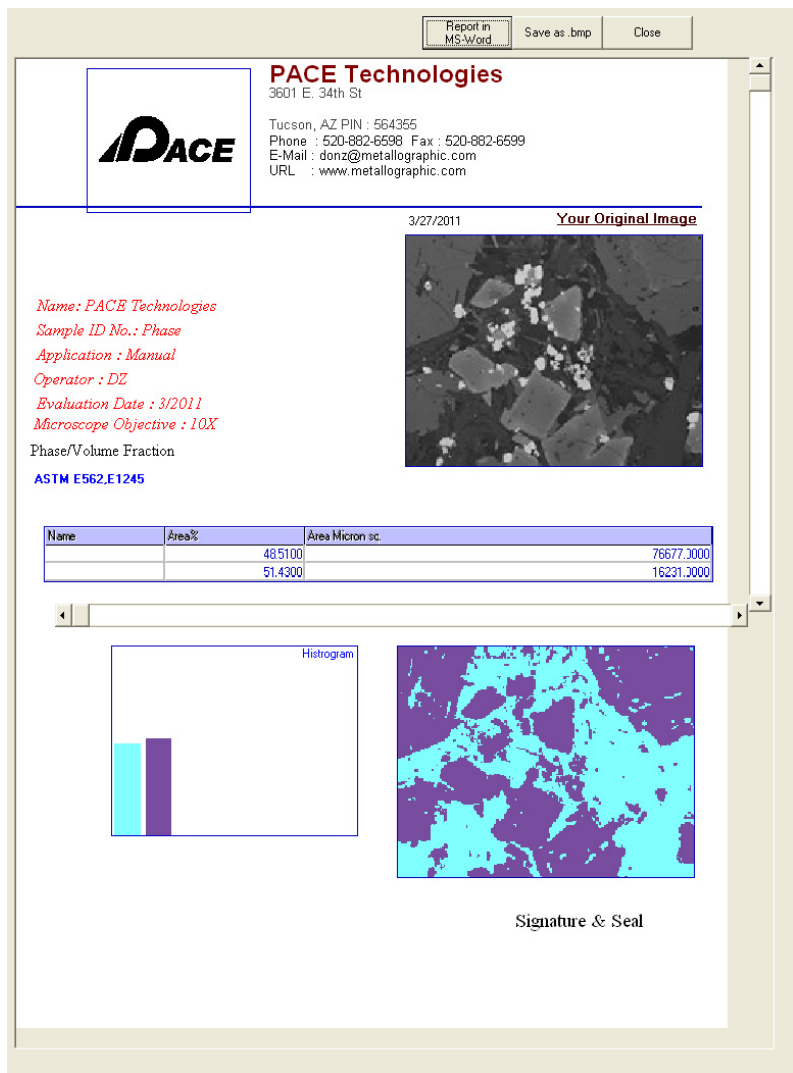 Report in
MS-Word
Save as .bmp
Close
PACE
PACE Technologies
3601 E. 34th St
Tucson, AZ PIN : 564355
Phone : 520-882-6598 Fax : 520-882-6599
E-Mail : donz@metallographic.com
URL : www.metallographic.com
3/27/2011
Your Original Image
Name: PACE Technologies
Sample ID No.: Phase
Application : Manual
Operator : DZ
Evaluation Date : 3/2011
Microscope Objective : 10X
Phase/Volume Fraction
ASTM E562,E1245
Name Area% Area Micron sc.
48.5100 76677.0000
51.4300 16231.0000
Histrogram
Signature & Seal